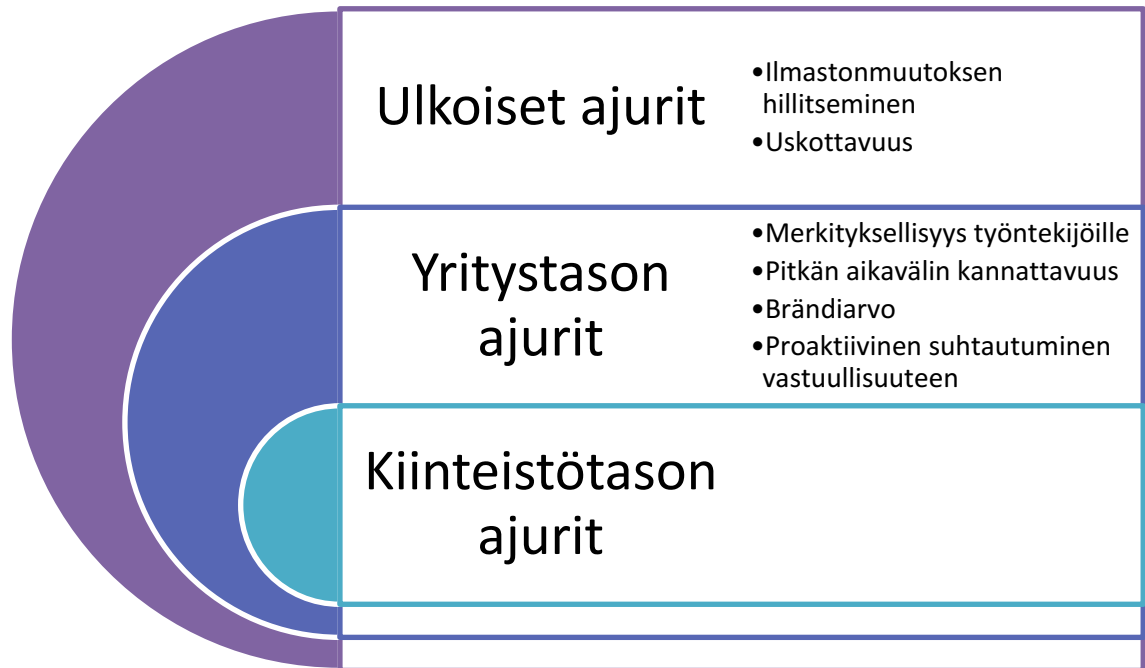 Ulkoiset ajurit
•Ilmastonmuutoksen
hillitseminen
•Uskottavuus
Yritystason
ajurit
•Merkityksellisyys työntekijöille
•Pitkän aikavälin kannattavuus
•Brändiarvo
•Proaktiivinen suhtautuminen
vastuullisuuteen
Kiinteistötason
ajurit